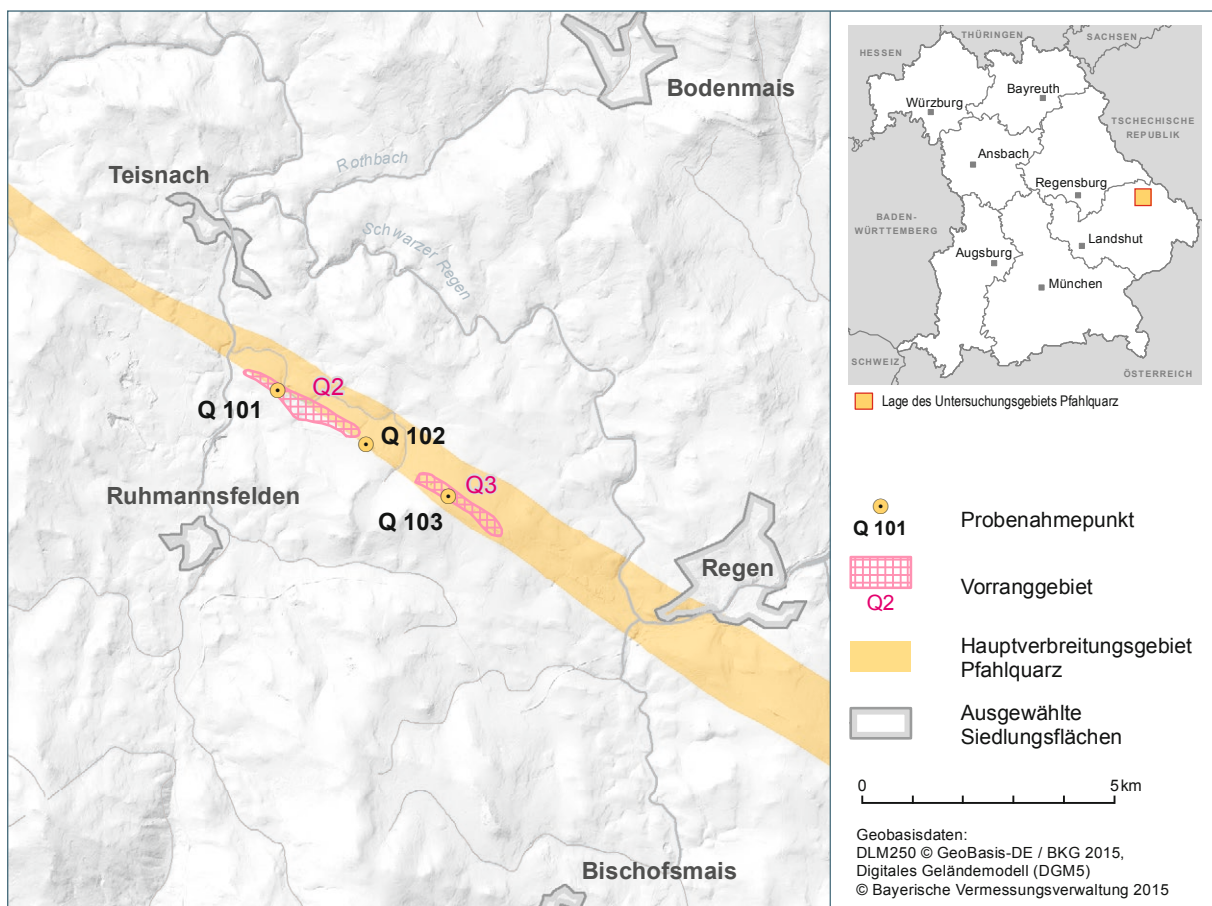 Bodenmais
Teisnach
Rothbach
Schwarzer Regen
Q2
Q 101
Q 102
Ruhmannsfelden
Q3
Q 103
Regen
Bischofsmais
THÜRINGEN
SACHSEN
HESSEN
Bayreuth
Würzburg
TSCHECHISCHE
REPUBLIK
Ansbach
Regensburg
BADEN-
WÜRTTEMBERG
Landshut
Augsburg
München
SCHWEIZ
ÖSTERREICH
Lage des Untersuchungsgebiets Pfahlquarz
Q 101
Probenahmepunkt
Vorranggebiet
Q2
Hauptverbreitungsgebiet
Pfahlquarz
Ausgewählte
Siedlungsflächen
0 5 km
Geobasisdaten:
DLM250 © GeoBasis-DE / BKG 2015,
Digitales Geländemodell (DGM5)
© Bayerische Vermessungsverwaltung 2015